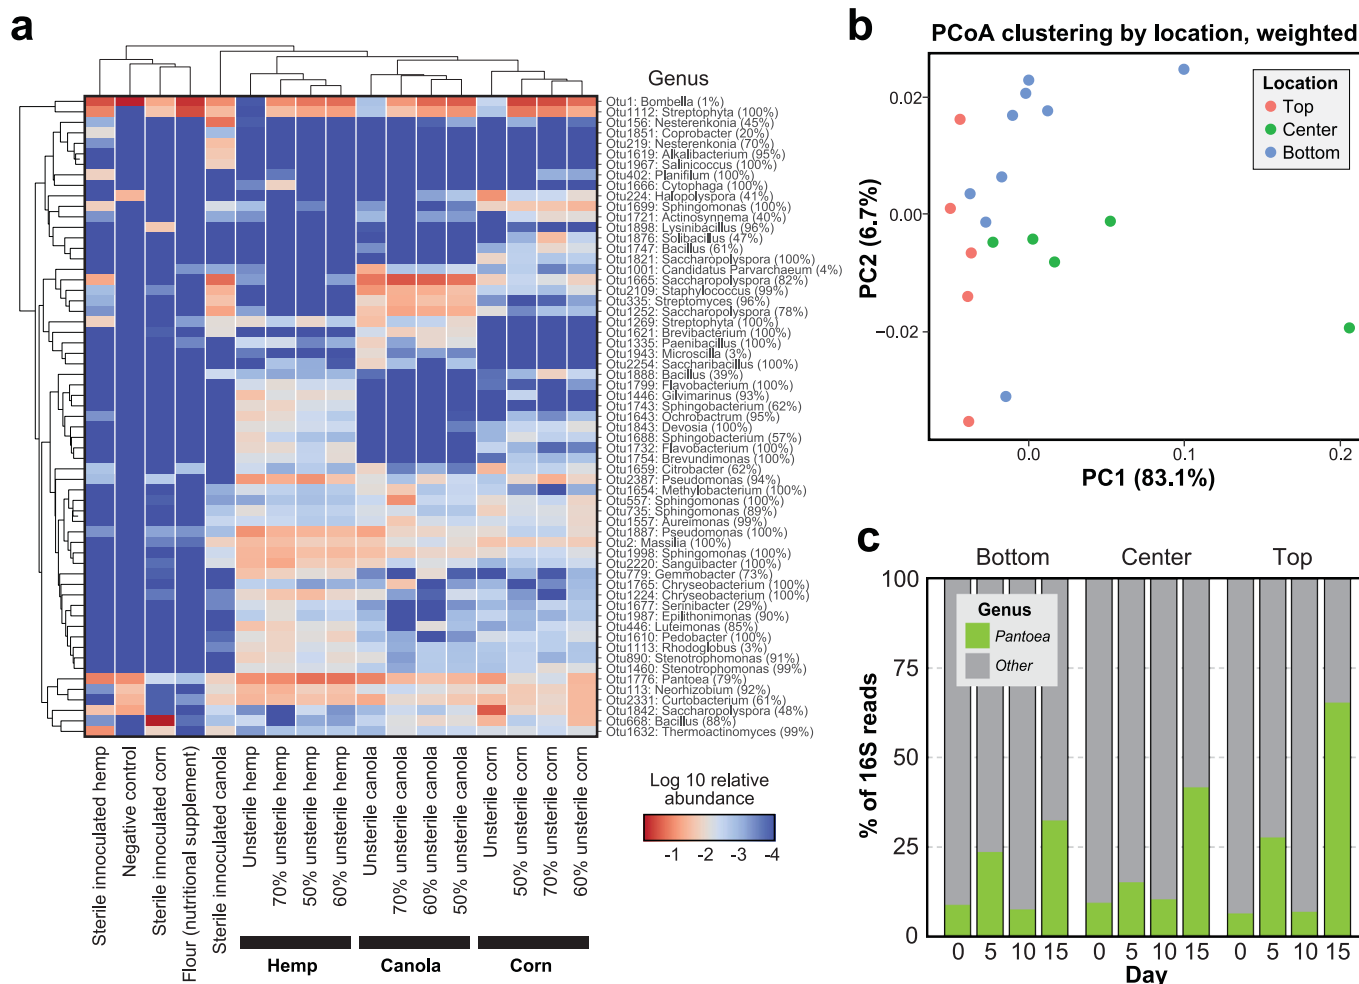 a
Genus
Otu1: Bombella (1%)
Otu1112: Streptophyta (100%)
Otu156: Nesterenkonia (45%)
Otu1851: Coprobacter (20%)
Otu219: Nesterenkonia (70%)
Otu1619: Alkalibacterium (95%)
Otu1967: Salinicoccus (100%)
Otu402: Planifilum (100%)
Otu1666: Cytophaga (100%)
Otu224: Halopolyspora (41%)
Otu1699: Sphingomonas (100%)
Otu1721: Actinosynnema (40%)
Otu1898: Lysinibacillus (96%)
Otu1876: Solibacillus (47%)
Otu1747: Bacillus (61%)
Otu1821: Saccharopolyspora (100%)
Otu1001: Candidatus Parvarchaeum (4%)
Otu1665: Saccharopolyspora (82%)
Otu2109: Staphylococcus (99%)
Otu335: Streptomyces (96%)
Otu1252: Saccharopolyspora (78%)
Otu1269: Streptophyta (100%)
Otu1621: Brevibacterium (100%)
Otu1335: Paenibacillus (100%)
Otu1943: Microscilla (3%)
Otu2254: Saccharibacillus (100%)
Otu1888: Bacillus (39%)
Otu1799: Flavobacterium (100%)
Otu1446: Gilvimarinus (93%)
Otu1743: Sphingobacterium (62%)
Otu1643: Ochrobactrum (95%)
Otu1843: Devosia (100%)
Otu1688: Sphingobacterium (57%)
Otu1732: Flavobacterium (100%)
Otu1754: Brevundimonas (100%)
Otu1659: Citrobacter (62%)
Otu2387: Pseudomonas (94%)
Otu1654: Methylobacterium (100%)
Otu557: Sphingomonas (100%)
Otu735: Sphingomonas (89%)
Otu1557: Aureimonas (99%)
Otu1887: Pseudomonas (100%)
Otu2: Massilia (100%)
Otu1998: Sphingomonas (100%)
Otu2220: Sanguibacter (100%)
Otu779: Gemmobacter (73%)
Otu1765: Chryseobacterium (100%)
Otu1224: Chryseobacterium (100%)
Otu1677: Serinibacter (29%)
Otu1987: Epilithonimonas (90%)
Otu446: Luteimonas (85%)
Otu1610: Pedobacter (100%)
Otu1113: Rhodoglobus (3%)
Otu890: Stenotrophomonas (91%)
Otu1460: Stenotrophomonas (99%)
Otu1776: Pantoea (79%)
Otu113: Neorhizobium (92%)
Otu2331: Curtobacterium (61%)
Otu1842: Saccharopolyspora (48%)
Otu668: Bacillus (88%)
Otu1632: Thermoactinomyces (99%)
Sterile innoculated hemp
Negative control
Sterile innoculated corn
Flour (nutritional supplement)
Sterile innoculated canola
Unsterile hemp
70% unsterile hemp
50% unsterile hemp
60% unsterile hemp
Unsterile canola
70% unsterile canola
60% unsterile canola
50% unsterile canola
Unsterile corn
50% unsterile corn
70% unsterile corn
60% unsterile corn
Hemp
Canola
Corn
Log 10 relative
abundance
-1 -2 -3 -4
b
PCoA clustering by location, weighted
Location
Top
Center
Bottom
0.02
0.00
−0.02
PC2 (6.7%)
0.0 0.1 0.2
PC1 (83.1%)
c
Bottom Center Top
Genus
Pantoea
Other
100
75
50
25
0
% of 16S reads
0 5 10 15 0 5 10 15 0 5 10 15
Day